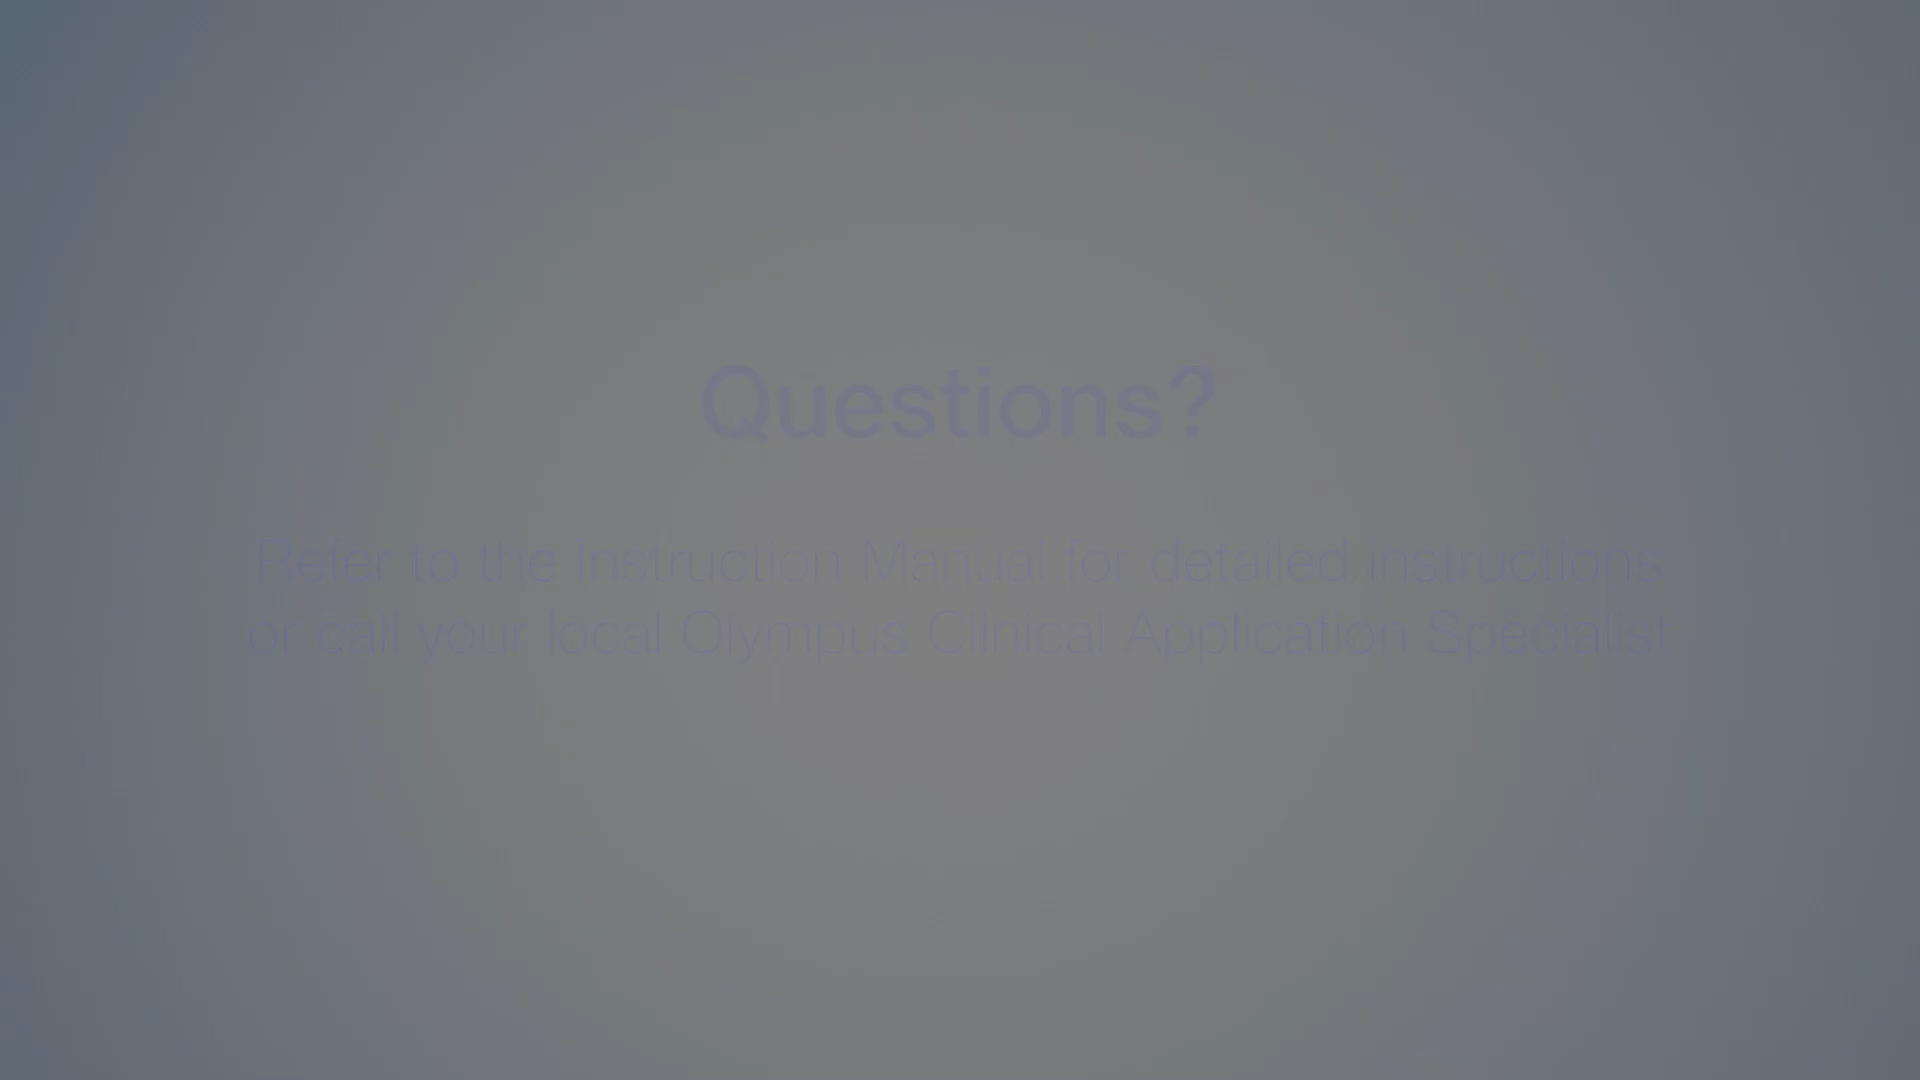 Questions?
Refer to the Instruction Manual for detailed instructions
or call your local Olympus Clinical Application Specialist